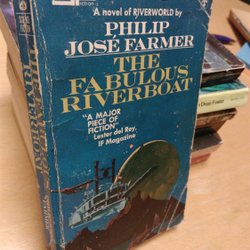 A novel of RIVERWORLD by
PHILIP
JOSÉ FARMER
THE
FABULOUS
RIVERBOAT
"A MAJOR
PIECE OF
FICTION"
Lester del Rey,
IF Magazine